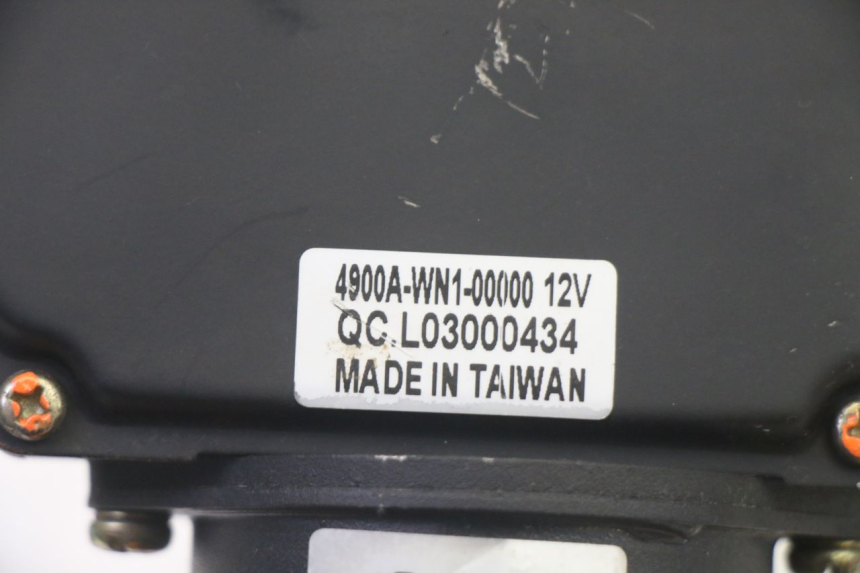 4900A-WN1-00000 12V
QC.L03000434
MADE IN TAIWAN